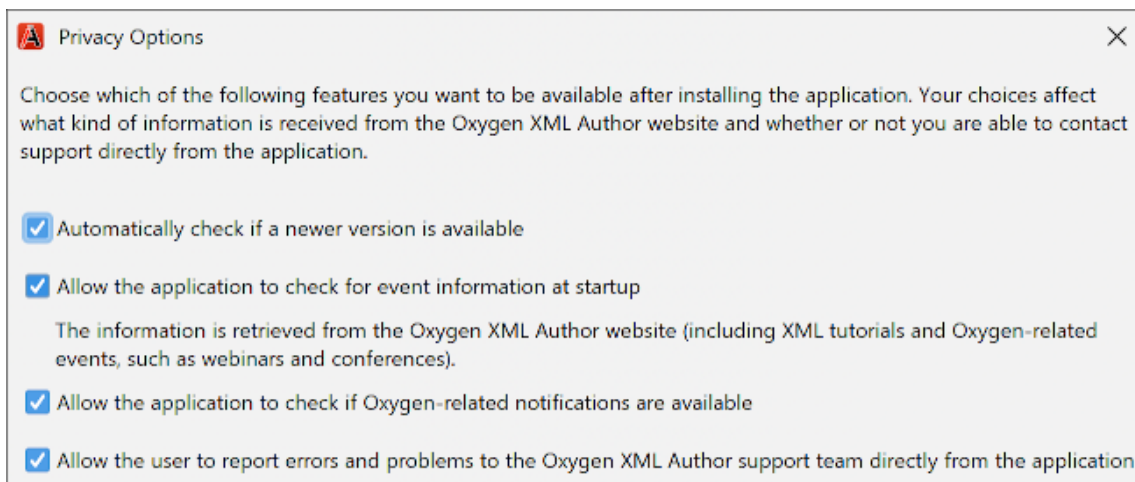 Privacy Options
Choose which of the following features you want to be available after installing the application. Your choices affect
what kind of information is received from the Oxygen XML Author website and whether or not you are able to contact
support directly from the application.
Automatically check if a newer version is available
Allow the application to check for event information at startup
The information is retrieved from the Oxygen XML Author website (including XML tutorials and Oxygen-related
events, such as webinars and conferences).
Allow the application to check if Oxygen-related notifications are available
Allow the user to report errors and problems to the Oxygen XML Author support team directly from the application